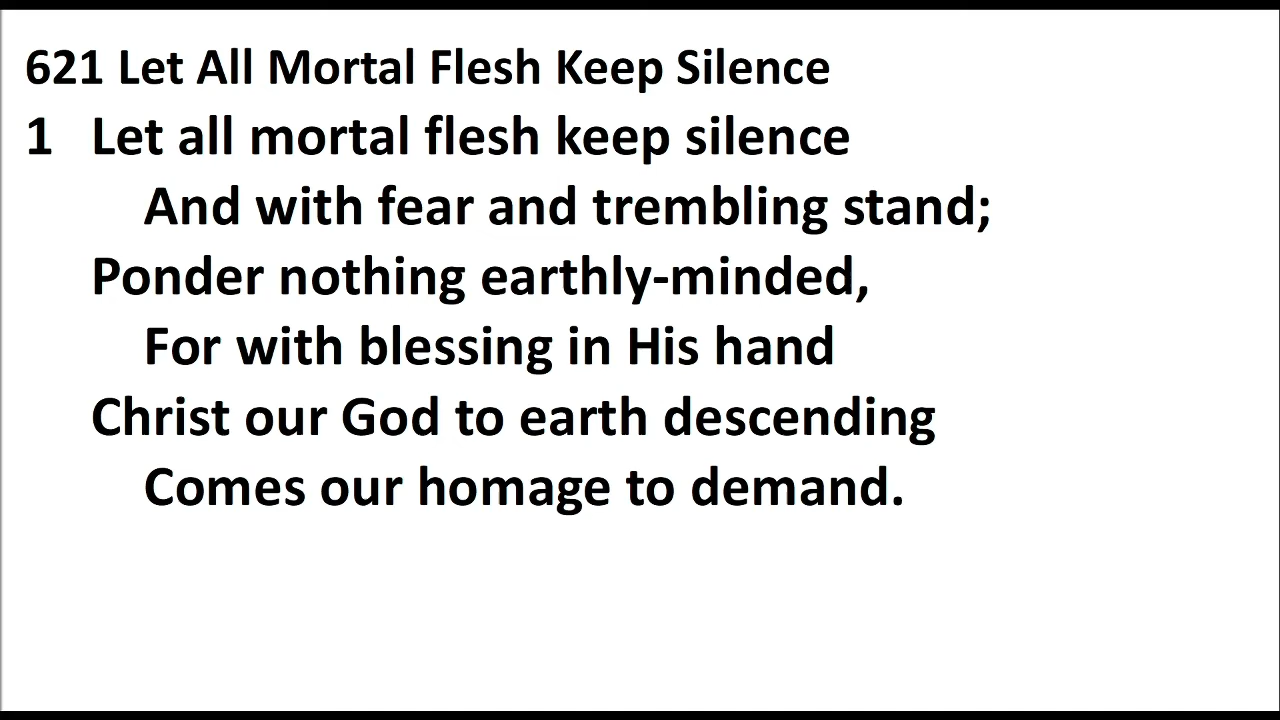 621 Let All Mortal Flesh Keep Silence
1 Let all mortal flesh keep silence
And with fear and trembling stand;
Ponder nothing earthly-minded,
For with blessing in His hand
Christ our God to earth descending
Comes our homage to demand.